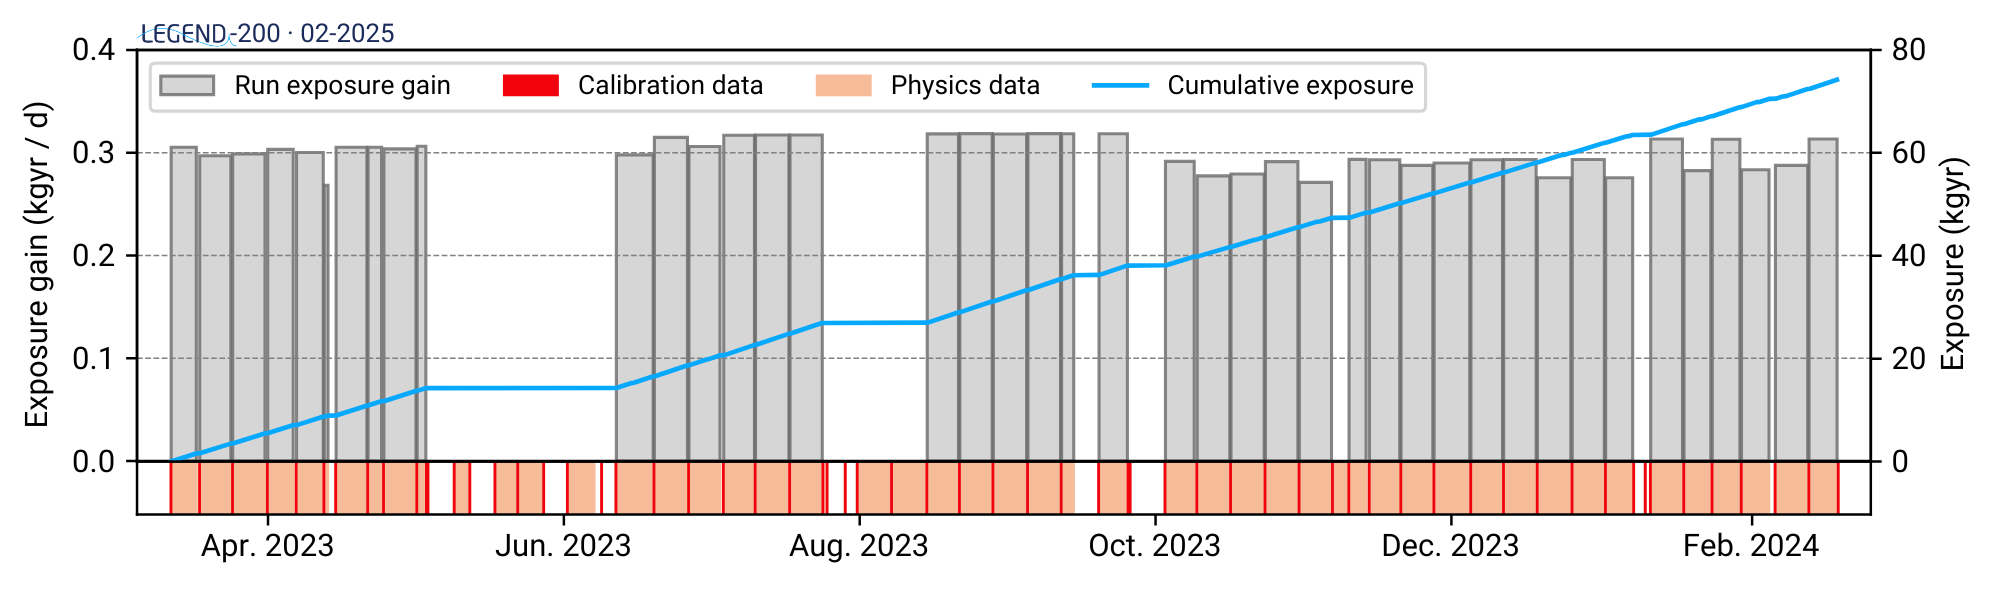 LEGEND-200 · 02-2025
Run exposure gain
Calibration data
Physics data
Cumulative exposure
Exposure gain (kgyr / d)
0.4
0.3
0.2
0.1
0.0
80
60
40
20
0
Exposure (kgyr)
Apr. 2023
Jun. 2023
Aug. 2023
Oct. 2023
Dec. 2023
Feb. 2024